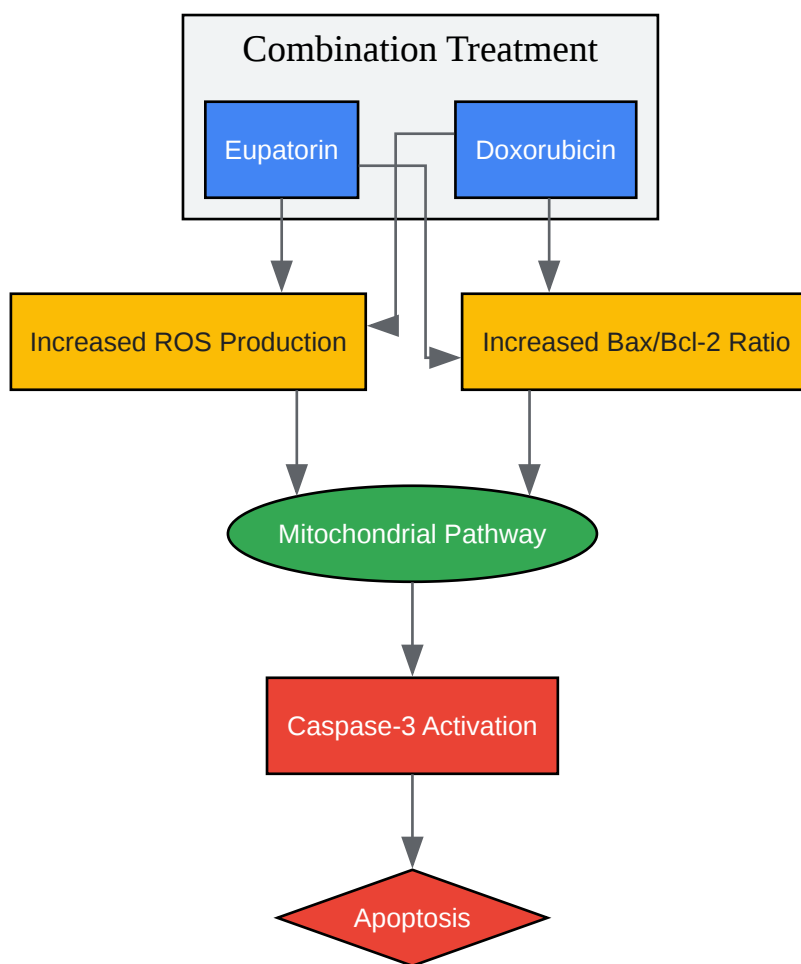 Combination Treatment
Eupatorin
Doxorubicin
Increased ROS Production
Increased Bax/Bcl-2 Ratio
Mitochondrial Pathway
Caspase-3 Activation
Apoptosis